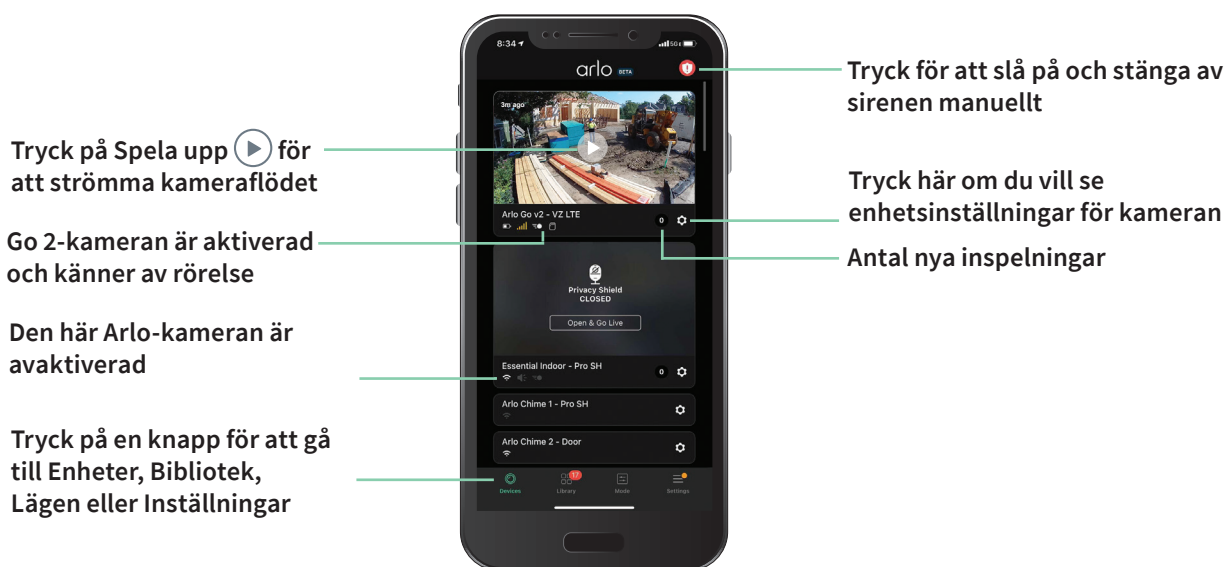 Tryck på Spela upp för
att strömma kameraflödet
Go 2-kameran är aktiverad
och känner av rörelse
Den här Arlo-kameran är
avaktiverad
Tryck på en knapp för att gå
till Enheter, Bibliotek,
Lägen eller Inställningar
8:34
5G E
arlo BETA
3m ago
Arlo Go v2 - VZ LTE
0
Privacy Shield
CLOSED
Open & Go Live
Essential Indoor - Pro SH
0
Arlo Chime 1 - Pro SH
Arlo Chime 2 - Door
17
Devices Library Mode Settings
Tryck för att slå på och stänga av
sirenen manuellt
Tryck här om du vill se
enhetsinställningar för kameran
Antal nya inspelningar